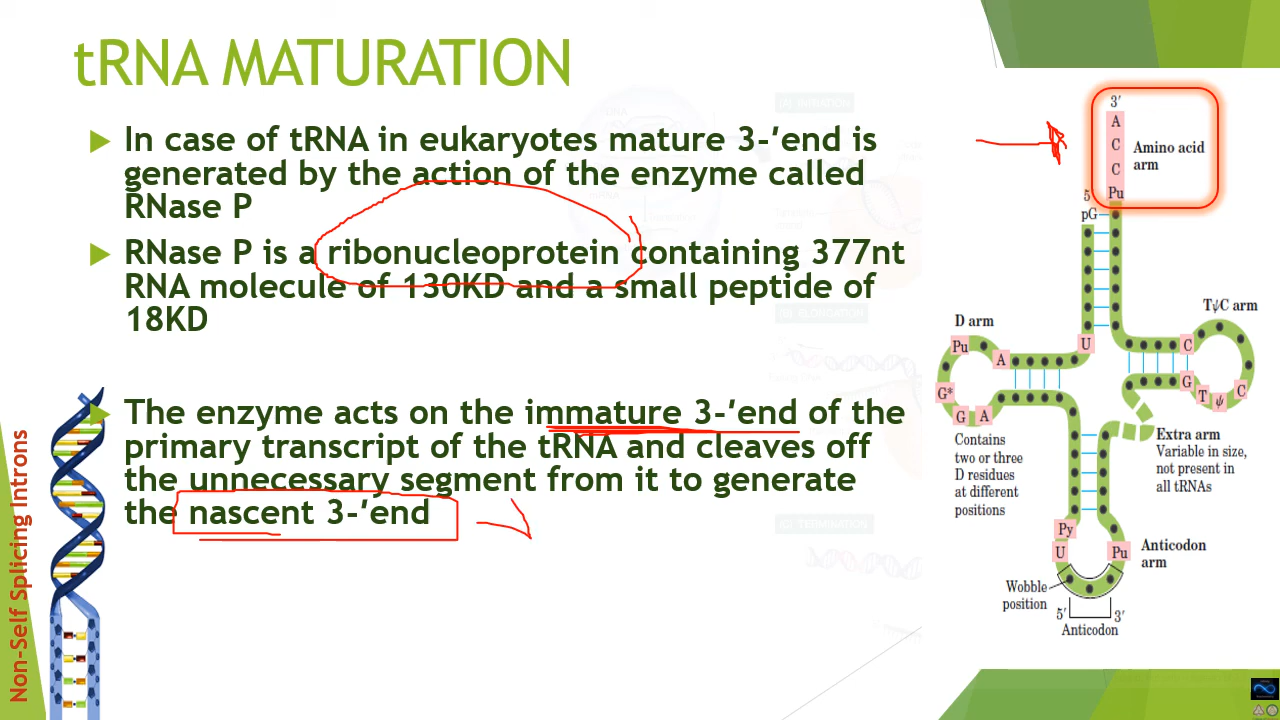 tRNA MATURATION
In case of tRNA in eukaryotes mature 3-′end is
generated by the action of the enzyme called
RNase P
RNase P is a ribonucleoprotein containing 377nt
RNA molecule of 130KD and a small peptide of
18KD
The enzyme acts on the immature 3-′end of the
primary transcript of the tRNA and cleaves off
the unnecessary segment from it to generate
the nascent 3-′end
Non-Self Splicing Introns
3′
A
C
C
Pu
Amino acid
arm
5
pG
TψC arm
D arm
Pu
A
U
C
G*
G
A
G
T
ψ
C
Contains
two or three
D residues
at different
positions
Extra arm
Variable in size,
not present in
all tRNAs
Py
U
Pu
Anticodon
arm
Wobble
position
5′
3′
Anticodon
(C) TERMINATION